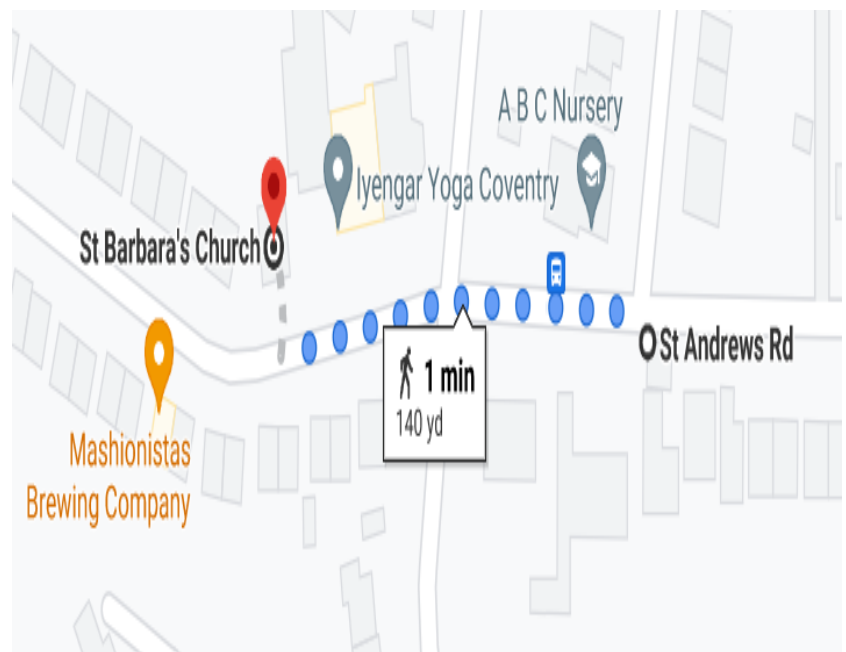 A B C Nursery
Iyengar Yoga Coventry
St Barbara's Church
St Andrews Rd
1 min
140 yd
Mashionistas
Brewing Company